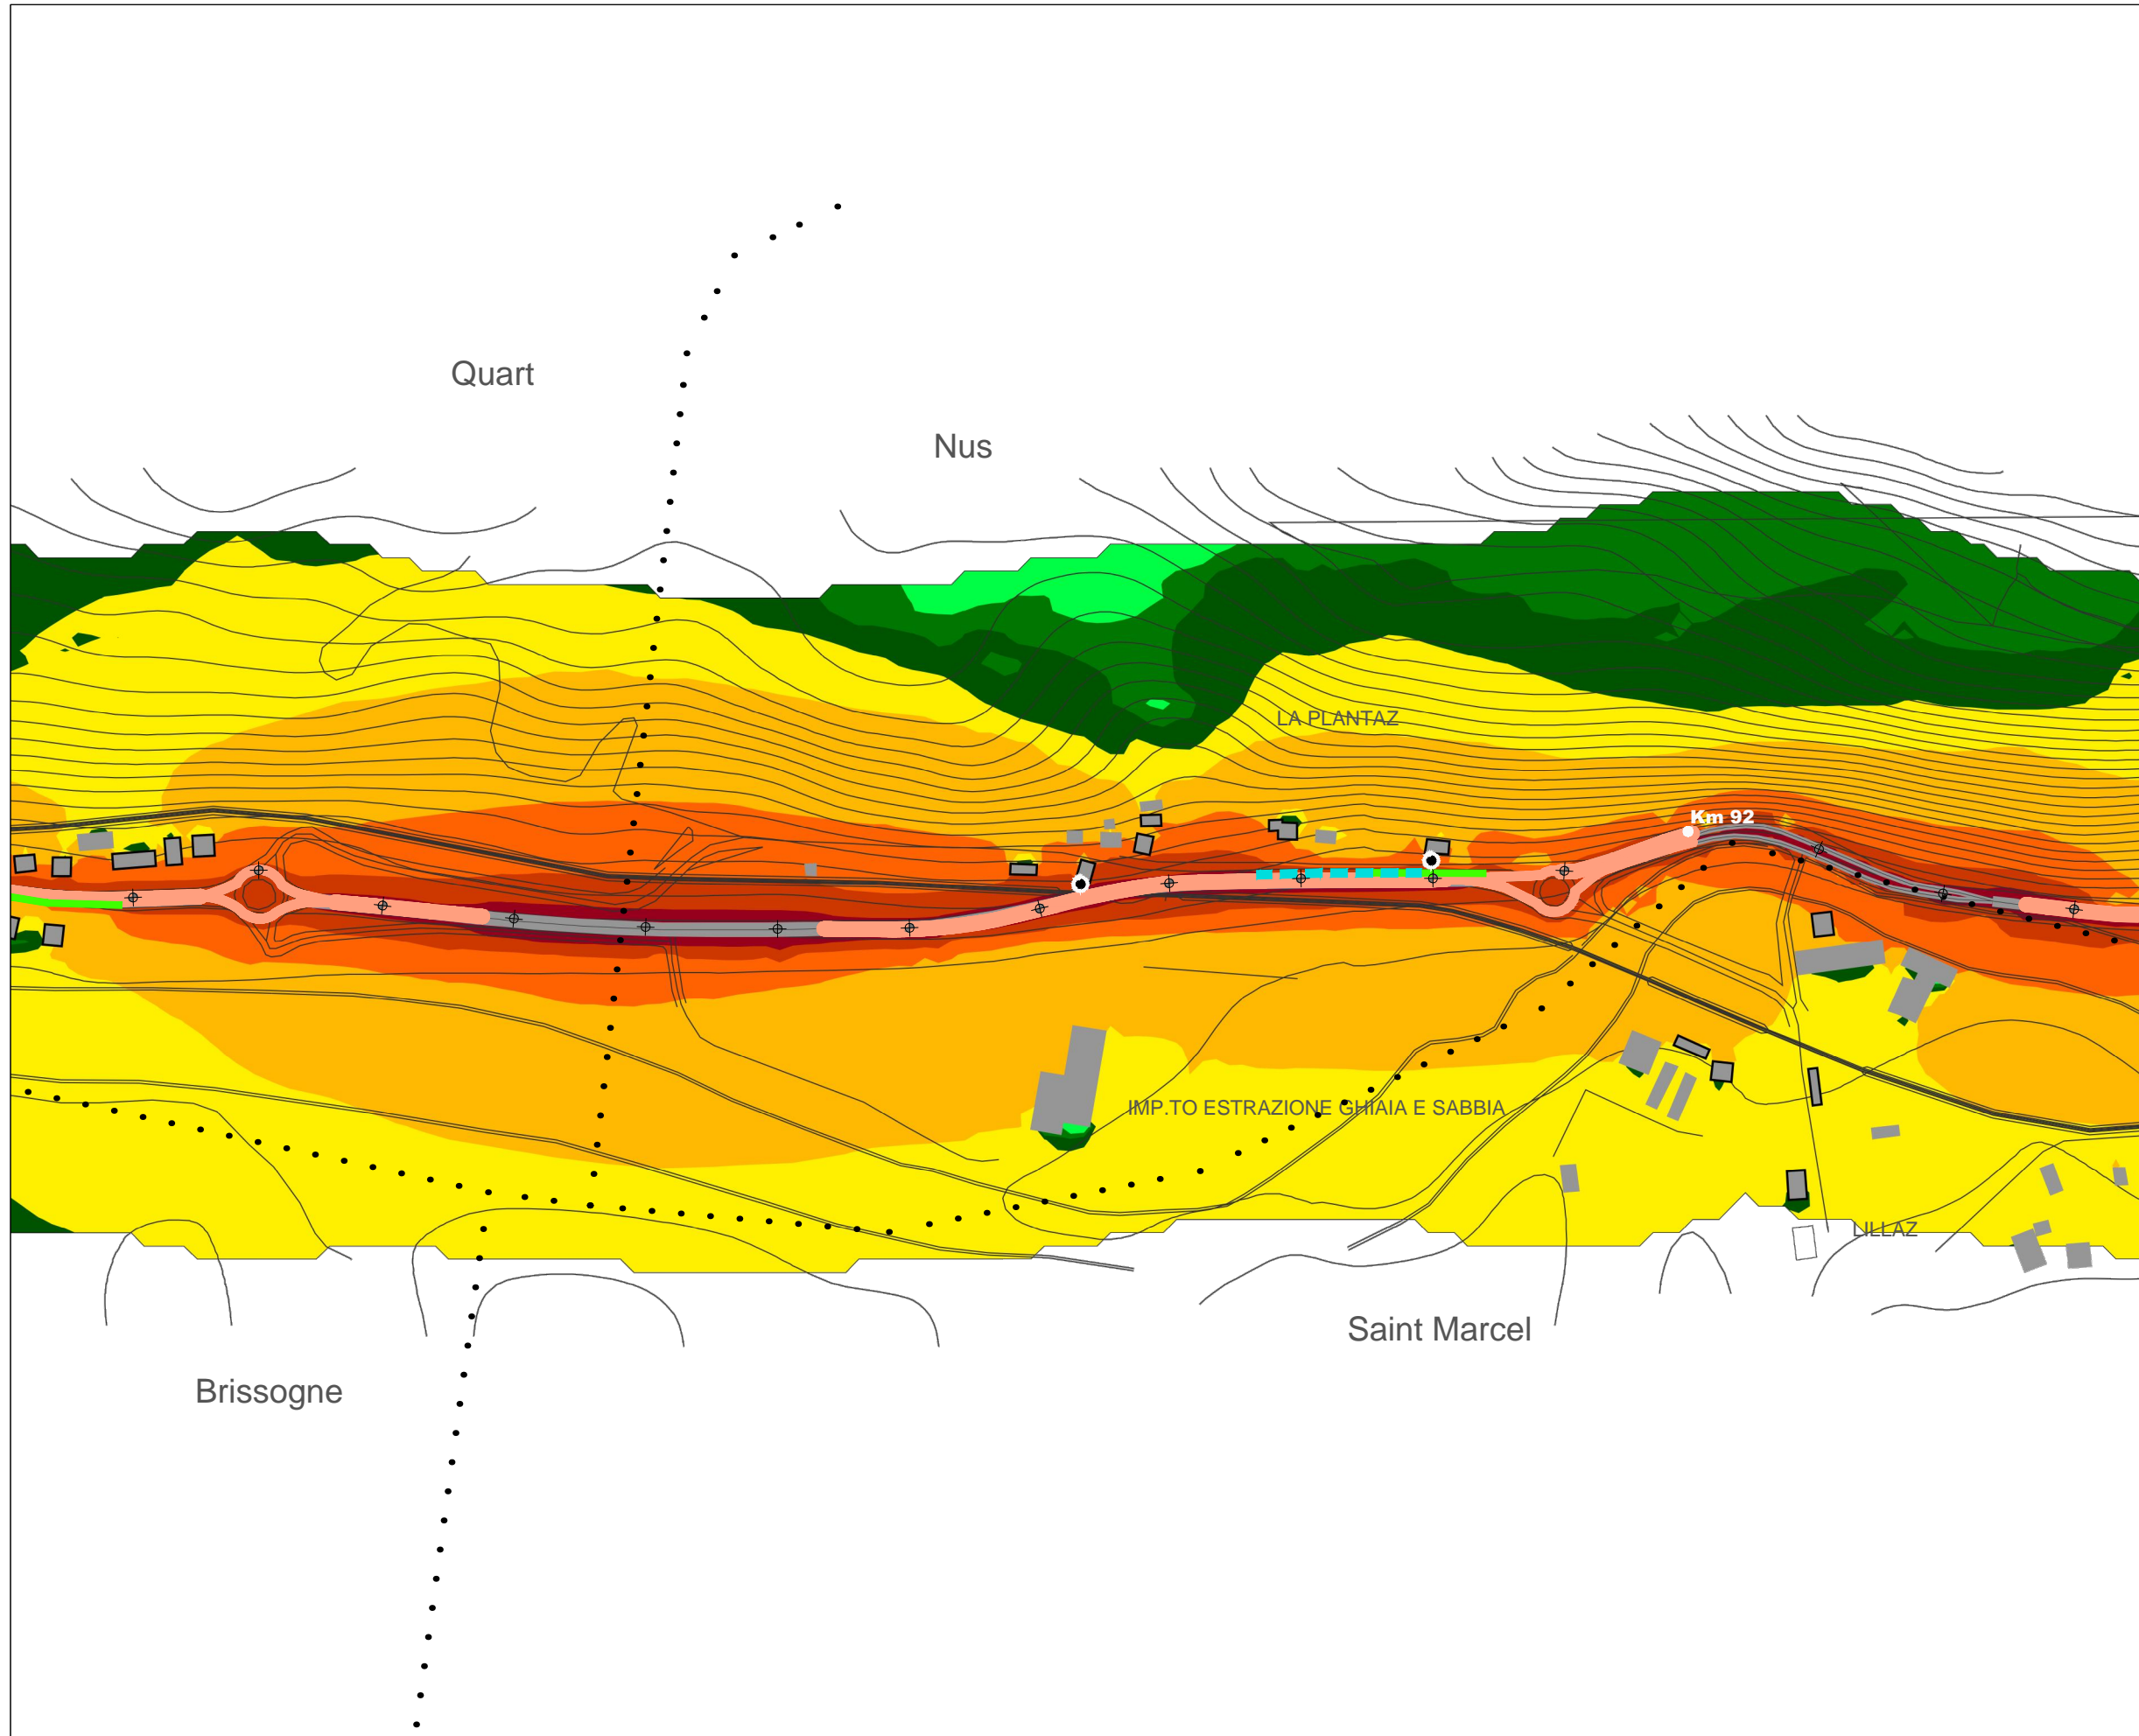 Quart
Nus
LA PLANTAZ
Km 92
IMP.TO ESTRAZIONE GHIAIA E SABBIA
LILLAZ
Saint Marcel
Brissogne